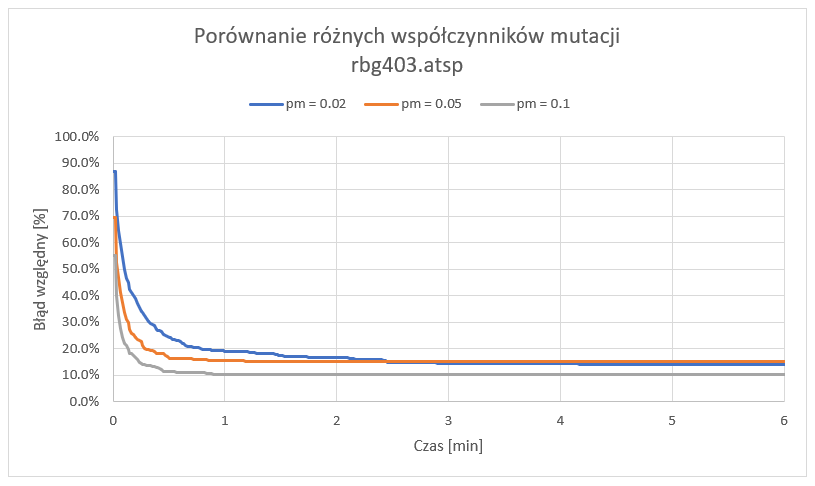 Porównanie różnych współczynników mutacji
rbg403.atsp
pm = 0.02 pm = 0.05 pm = 0.1
100.0%
90.0%
80.0%
70.0%
60.0%
50.0%
40.0%
30.0%
20.0%
10.0%
0.0%
Błąd względny [%]
0 1 2 3 4 5 6
Czas [min]